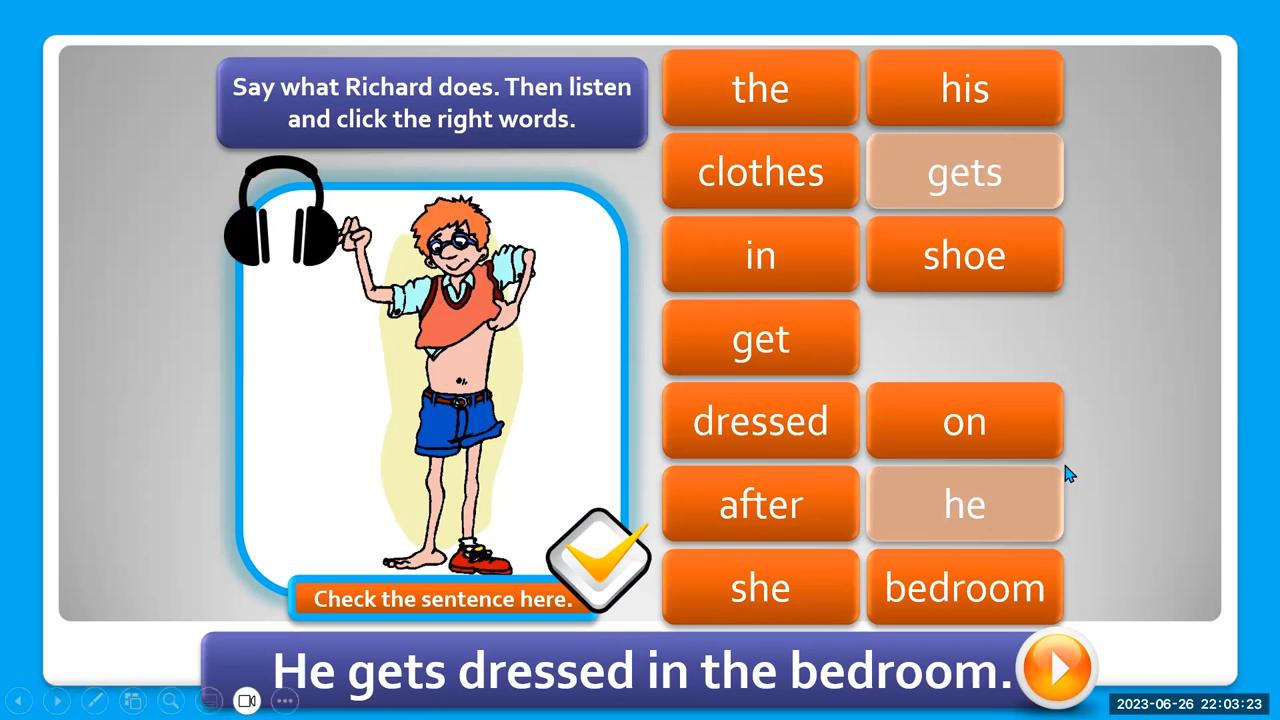 Say what Richard does. Then listen
and click the right words.
the
his
clothes
gets
in
shoe
get
dressed
on
after
he
she
bedroom
Check the sentence here.
He gets dressed in the bedroom.
2023-06-26 22:03:23